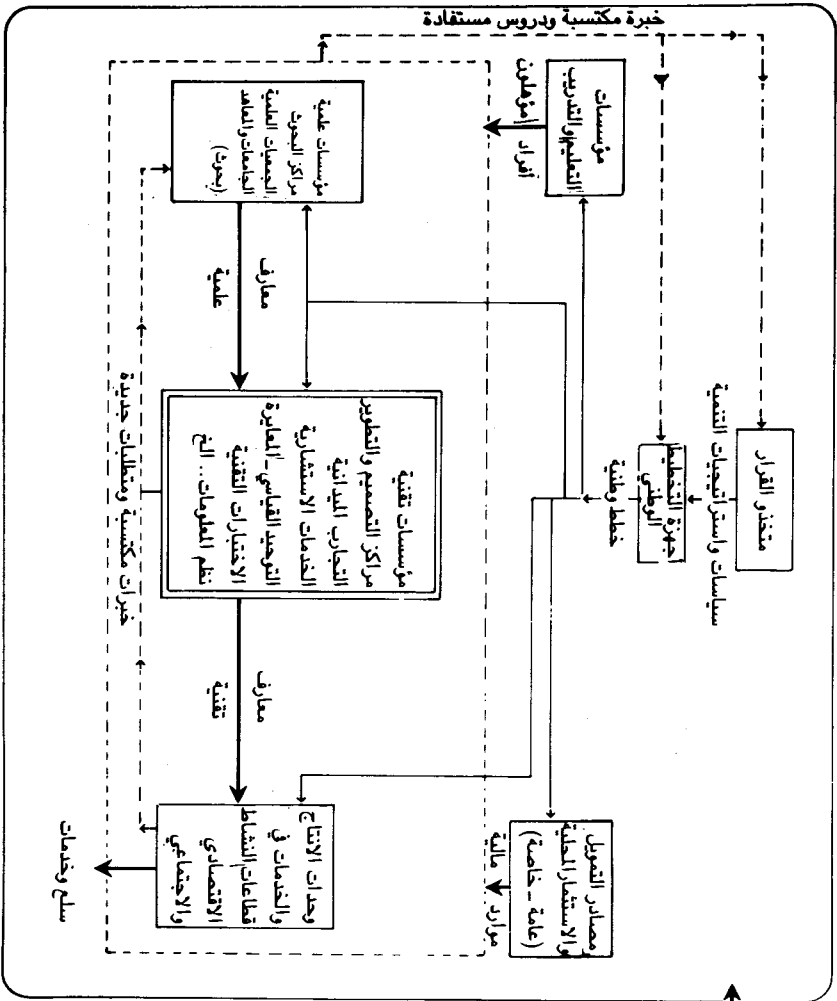 خبرة مكتسبة ودروس مستفادة
متخذو القرار
سياسات واستراتيجيات التنمية
أجهزة التخطيط
الوطني
خطط وطنية
مؤسسات
التعليم والتدريب
أفراد مؤهلون
مصادر التمويل
والاستثمار المحلية
(عامة - خاصة)
موارد مالية
مؤسسات علمية
مراكز البحوث
الجمعيات العلمية
الجامعات والمعاهد
(بحوث)
معارف
علمية
مؤسسات تقنية
مراكز التصميم والتطوير
التجارب الميدانية
الخدمات الاستشارية
التوحيد القياسي - المعايرة
الاختبارات التقنية
نظم المعلومات .. الخ
معارف
تقنية
وحدات الانتاج
والخدمات في
قطاعات النشاط
الاقتصادي
والاجتماعي
خبرات مكتسبة ومتطلبات جديدة
سلع وخدمات